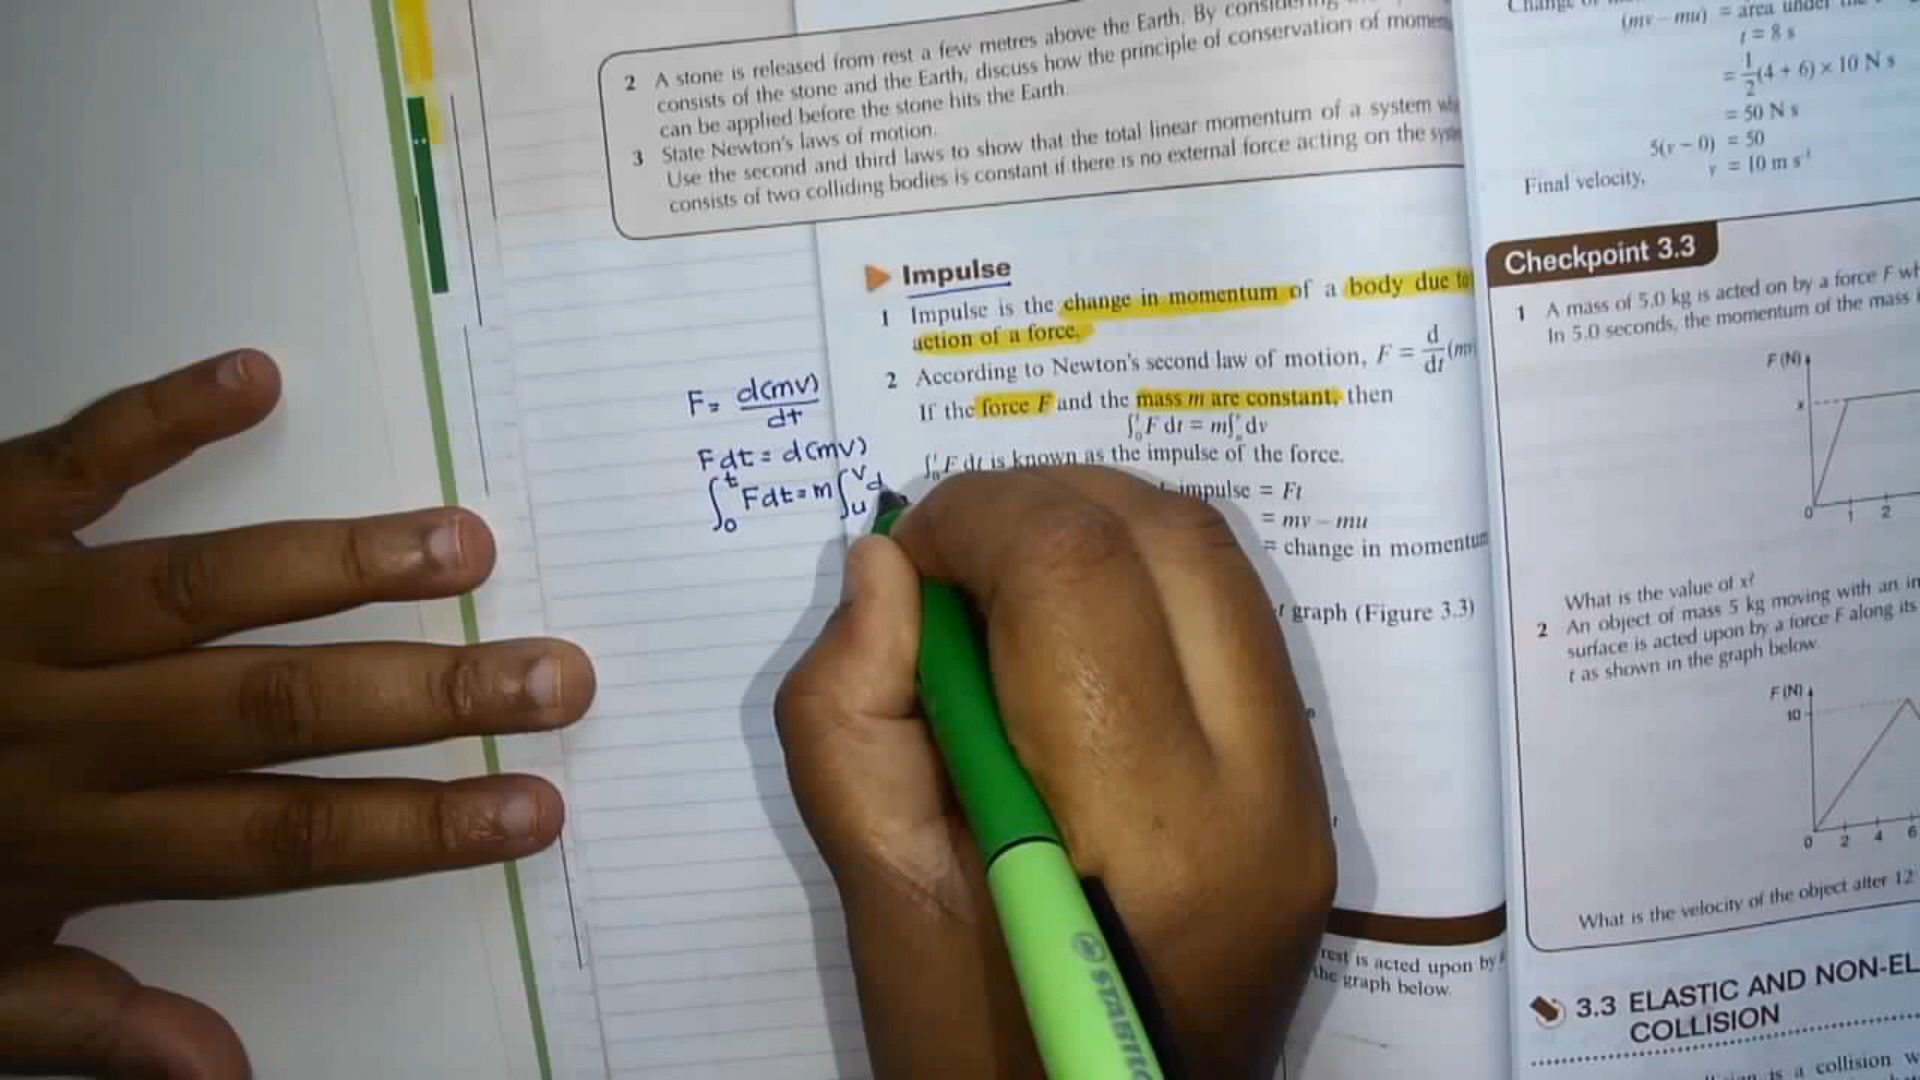 2 A stone is released from rest a few metres above the Earth. By considering
consists of the stone and the Earth, discuss how the principle of conservation of
can be applied before the stone hits the Earth.
3 State Newton's laws of motion.
Use the second and third laws to show that the total linear momentum of a system
consists of two colliding bodies is constant if there is no external force acting on the
Impulse
1 Impulse is the change in momentum of a body due to
action of a force.
2 According to Newton's second law of motion, F = d/dt (mv
If the force F and the mass m are constant, then
∫₀ᵗ F dt = m∫ᵤᵛ dv
∫₀ᵗ F dt is known as the impulse of the force.
impulse = Ft
= mv − mu
= change in momentum
t graph (Figure 3.3)
rest is acted upon by
the graph below.
F = d(mv)/dt
Fdt = d(mv)
∫₀ᵗ Fdt = m∫ᵤᵛ d
(mv − mu) = area under
t = 8 s
= 1/2 (4 + 6) × 10 N s
= 50 N s
5(v − 0) = 50
Final velocity, v = 10 m s⁻¹
Checkpoint 3.3
1 A mass of 5.0 kg is acted on by a force F
In 5.0 seconds, the momentum of the mass
F (N)
x
0 1 2
What is the value of x?
2 An object of mass 5 kg moving with an
surface is acted upon by a force F along its
t as shown in the graph below.
F (N)
10
0 2 4 6
What is the velocity of the object after 12
3.3 ELASTIC AND NON-EL
COLLISION
is a collision
STABILO